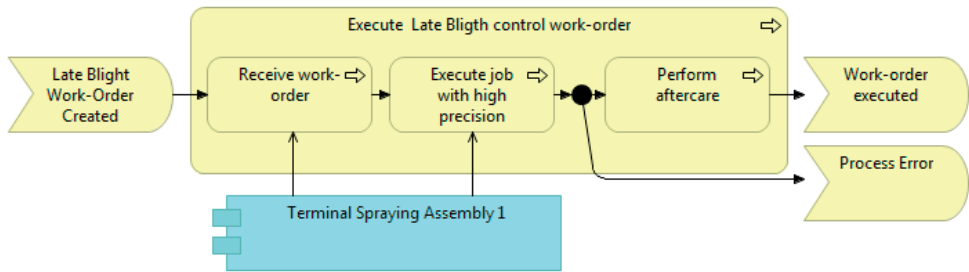 Execute Late Bligth control work-order
Late Blight
Work-Order
Created
Receive work-
order
Execute job
with high
precision
Perform
aftercare
Work-order
executed
Process Error
Terminal Spraying Assembly 1